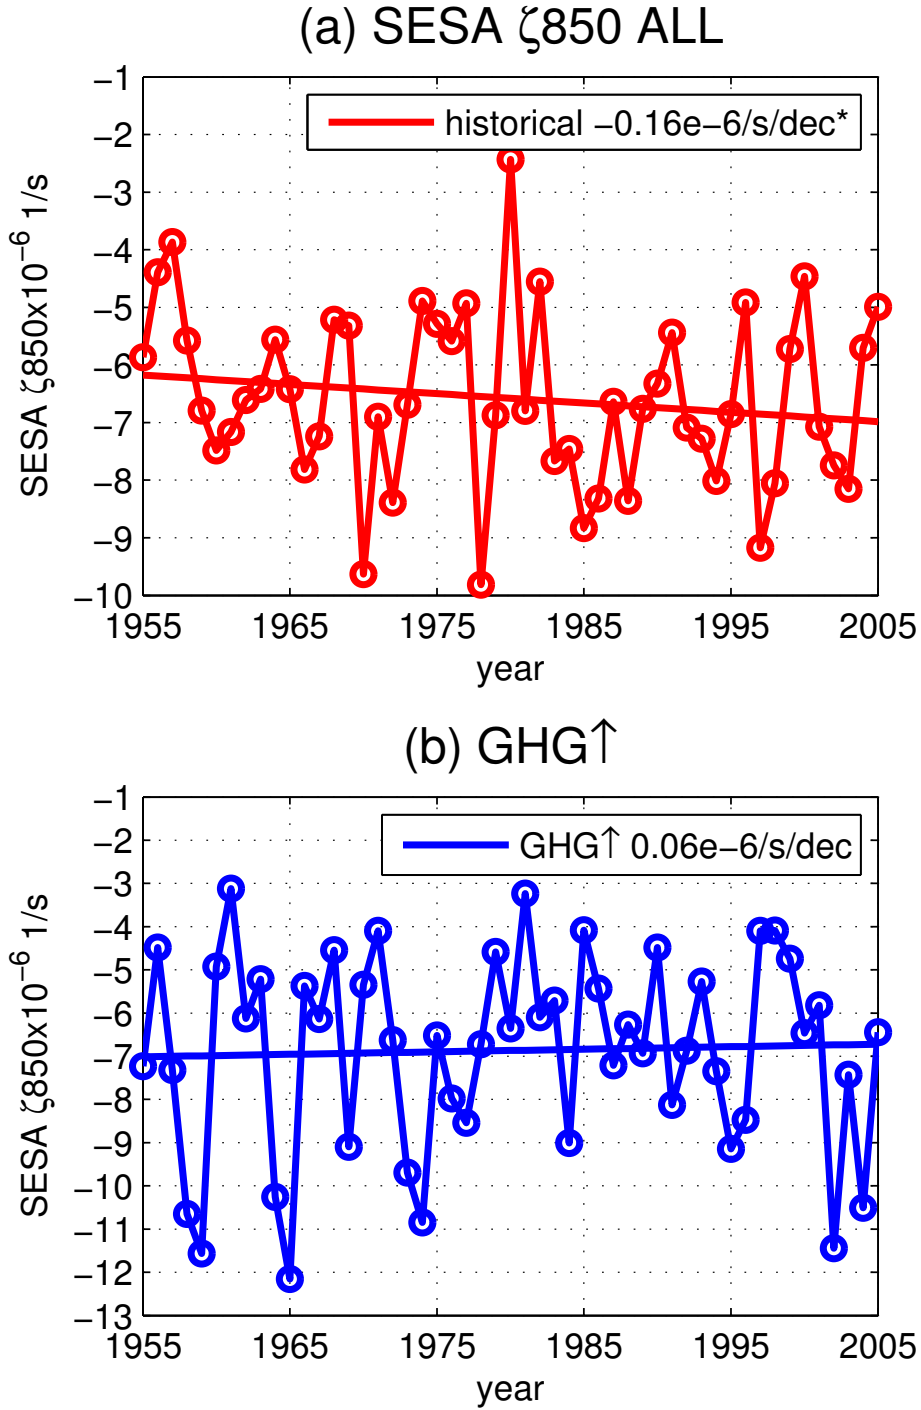 (a) SESA ζ850 ALL
historical −0.16e−6/s/dec*
SESA ζ850x10⁻⁶ 1/s
−1
−2
−3
−4
−5
−6
−7
−8
−9
−10
1955 1965 1975 1985 1995 2005
year
(b) GHG↑
GHG↑ 0.06e−6/s/dec
SESA ζ850x10⁻⁶ 1/s
−1
−2
−3
−4
−5
−6
−7
−8
−9
−10
−11
−12
−13
1955 1965 1975 1985 1995 2005
year